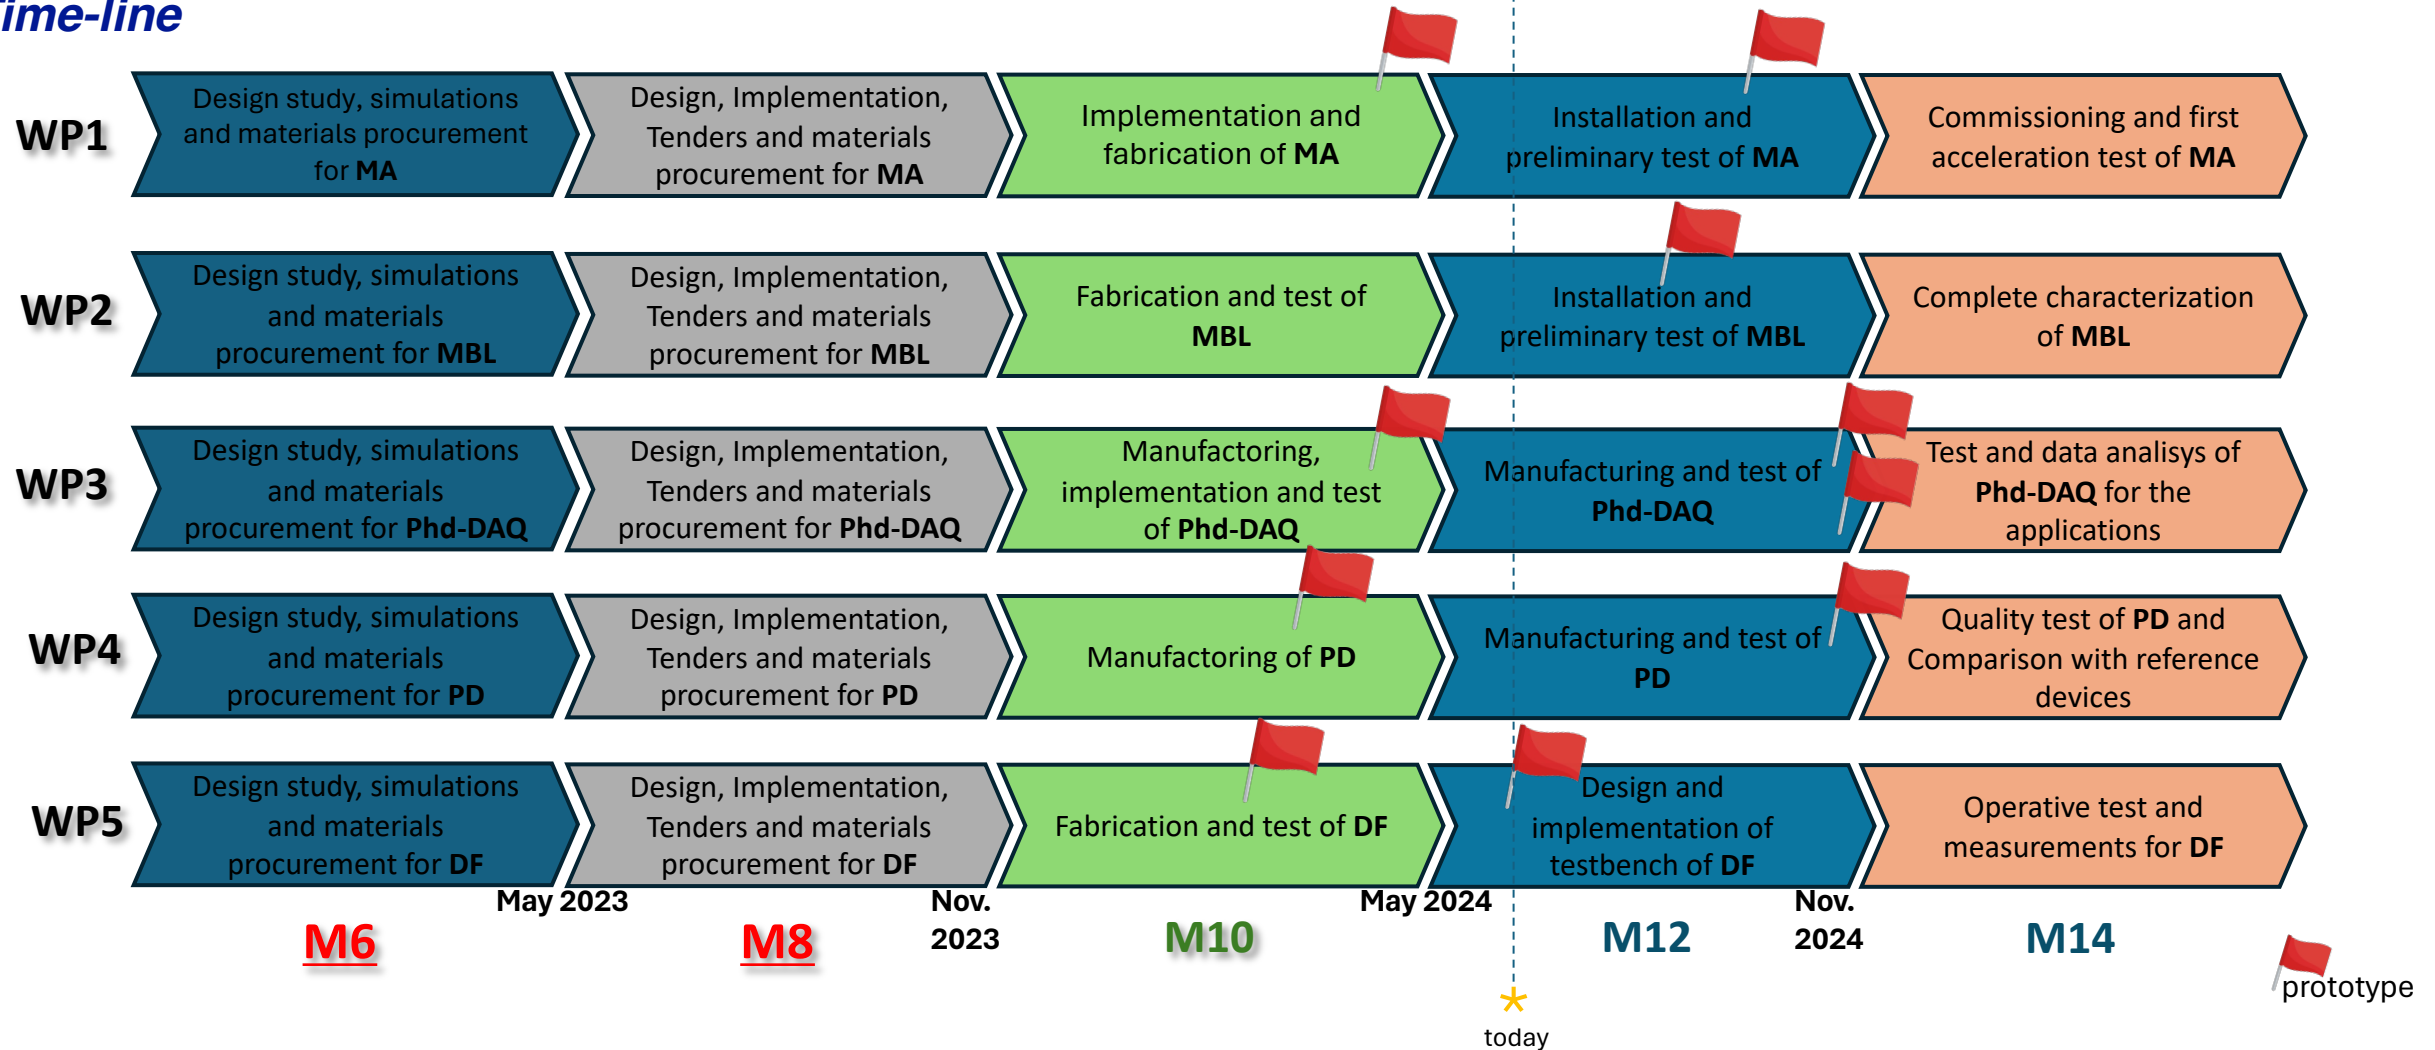 ime-line
WP1
Design study, simulations
and materials procurement
for MA
Design, Implementation,
Tenders and materials
procurement for MA
Implementation and
fabrication of MA
Installation and
preliminary test of MA
Commissioning and first
acceleration test of MA
WP2
Design study, simulations
and materials
procurement for MBL
Design, Implementation,
Tenders and materials
procurement for MBL
Fabrication and test of
MBL
Installation and
preliminary test of MBL
Complete characterization
of MBL
WP3
Design study, simulations
and materials
procurement for Phd-DAQ
Design, Implementation,
Tenders and materials
procurement for Phd-DAQ
Manufactoring,
implementation and test
of Phd-DAQ
Manufacturing and test of
Phd-DAQ
Test and data analisys of
Phd-DAQ for the
applications
WP4
Design study, simulations
and materials
procurement for PD
Design, Implementation,
Tenders and materials
procurement for PD
Manufactoring of PD
Manufacturing and test of
PD
Quality test of PD and
Comparison with reference
devices
WP5
Design study, simulations
and materials
procurement for DF
Design, Implementation,
Tenders and materials
procurement for DF
Fabrication and test of DF
Design and
implementation of
testbench of DF
Operative test and
measurements for DF
May 2023
Nov.
2023
May 2024
Nov.
2024
M6
M8
M10
M12
M14
prototype
*
today